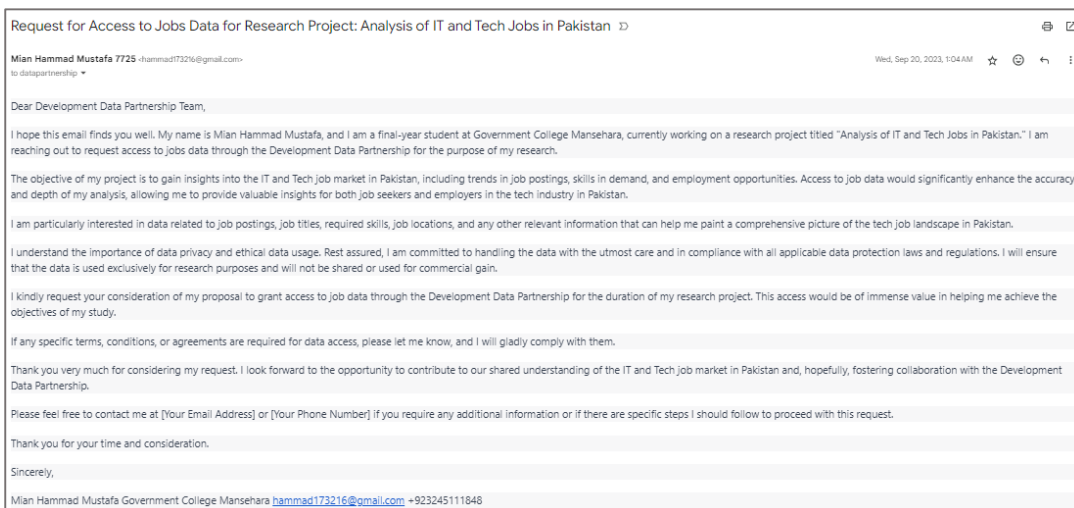 Request for Access to Jobs Data for Research Project: Analysis of IT and Tech Jobs in Pakistan
Mian Hammad Mustafa 7725 <hammad173216@gmail.com>
Wed, Sep 20, 2023, 1:04 AM
to datapartnership
Dear Development Data Partnership Team,
I hope this email finds you well. My name is Mian Hammad Mustafa, and I am a final-year student at Government College Mansehara, currently working on a research project titled "Analysis of IT and Tech Jobs in Pakistan." I am
reaching out to request access to jobs data through the Development Data Partnership for the purpose of my research.
The objective of my project is to gain insights into the IT and Tech job market in Pakistan, including trends in job postings, skills in demand, and employment opportunities. Access to job data would significantly enhance the accuracy
and depth of my analysis, allowing me to provide valuable insights for both job seekers and employers in the tech industry in Pakistan.
I am particularly interested in data related to job postings, job titles, required skills, job locations, and any other relevant information that can help me paint a comprehensive picture of the tech job landscape in Pakistan.
I understand the importance of data privacy and ethical data usage. Rest assured, I am committed to handling the data with the utmost care and in compliance with all applicable data protection laws and regulations. I will ensure
that the data is used exclusively for research purposes and will not be shared or used for commercial gain.
I kindly request your consideration of my proposal to grant access to job data through the Development Data Partnership for the duration of my research project. This access would be of immense value in helping me achieve the
objectives of my study.
If any specific terms, conditions, or agreements are required for data access, please let me know, and I will gladly comply with them.
Thank you very much for considering my request. I look forward to the opportunity to contribute to our shared understanding of the IT and Tech job market in Pakistan and, hopefully, fostering collaboration with the Development
Data Partnership.
Please feel free to contact me at [Your Email Address] or [Your Phone Number] if you require any additional information or if there are specific steps I should follow to proceed with this request.
Thank you for your time and consideration.
Sincerely,
Mian Hammad Mustafa Government College Mansehara hammad173216@gmail.com +923245111848